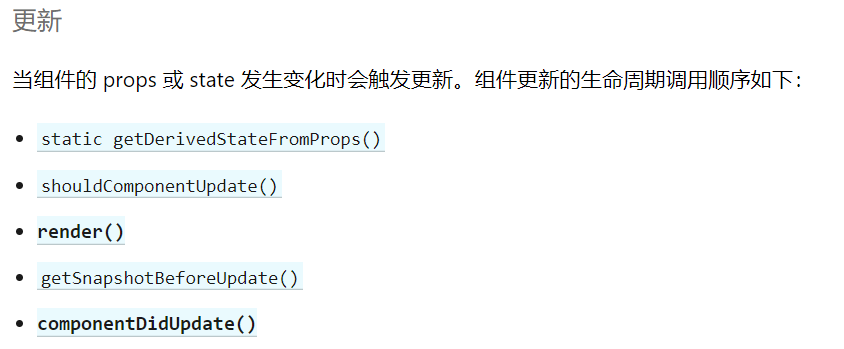 更新
当组件的 props 或 state 发生变化时会触发更新。组件更新的生命周期调用顺序如下：
• static getDerivedStateFromProps()
• shouldComponentUpdate()
• render()
• getSnapshotBeforeUpdate()
• componentDidUpdate()